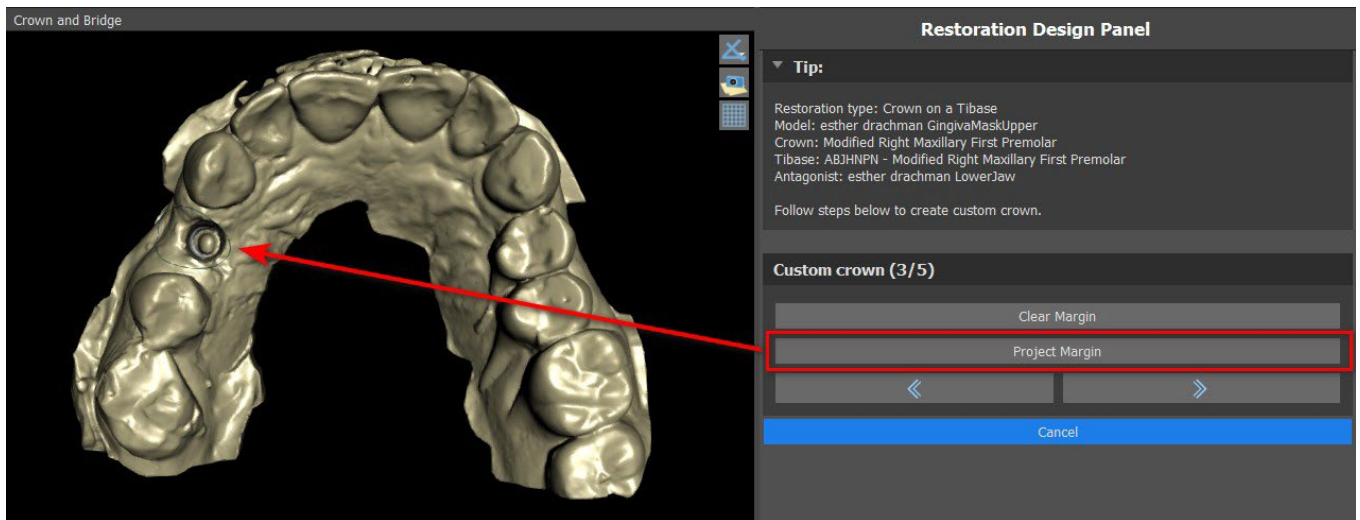 Crown and Bridge
Restoration Design Panel
Tip:
Restoration type: Crown on a Tibase
Model: esther drachman GingivaMaskUpper
Crown: Modified Right Maxillary First Premolar
Tibase: ABJHNPN - Modified Right Maxillary First Premolar
Antagonist: esther drachman LowerJaw
Follow steps below to create custom crown.
Custom crown (3/5)
Clear Margin
Project Margin
Cancel